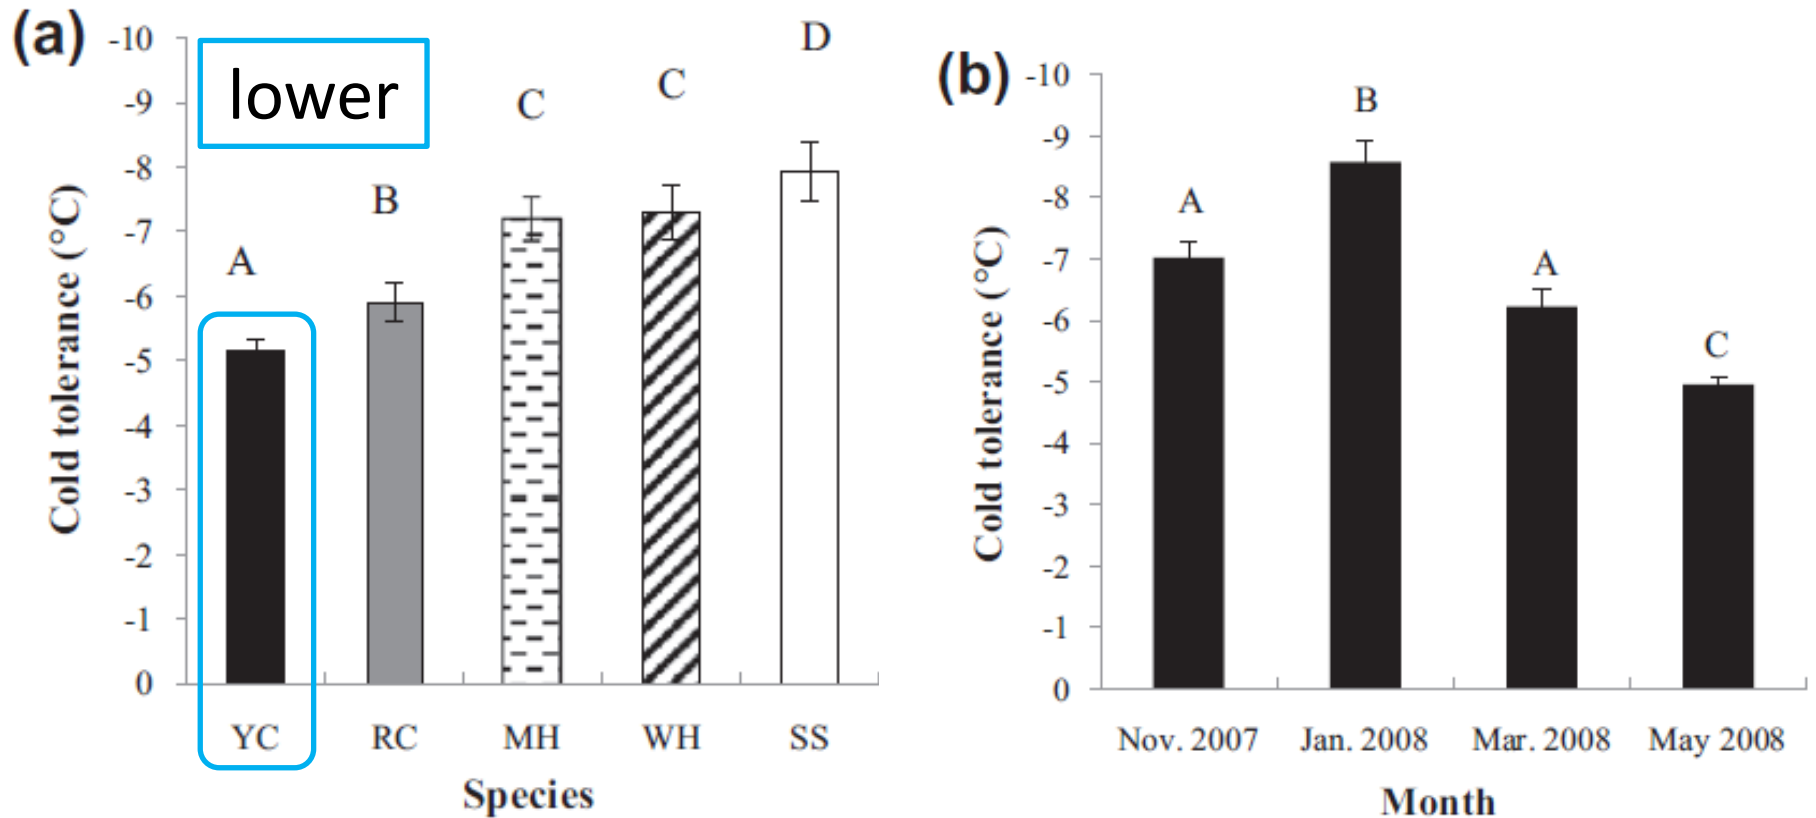 (a)
lower
Cold tolerance (°C)
-10
-9
-8
-7
-6
-5
-4
-3
-2
-1
0
A
B
C
C
D
YC RC MH WH SS
Species
(b)
Cold tolerance (°C)
-10
-9
-8
-7
-6
-5
-4
-3
-2
-1
0
A
B
A
C
Nov. 2007 Jan. 2008 Mar. 2008 May 2008
Month